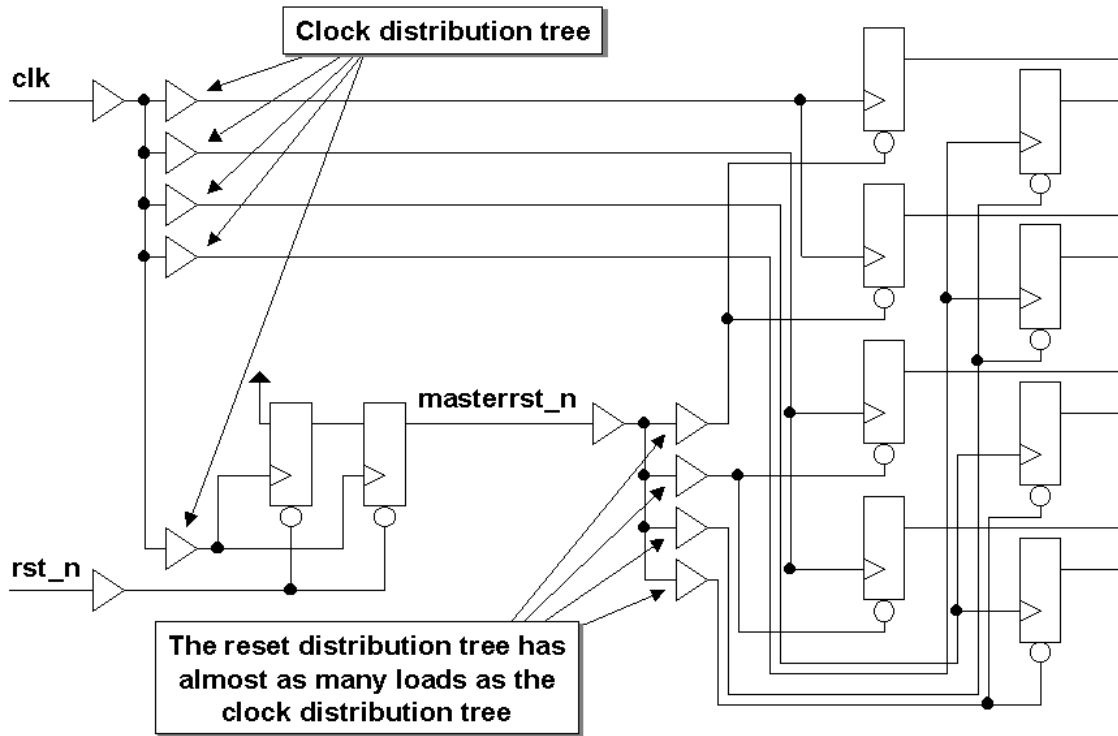 Clock distribution tree
clk
masterrst_n
rst_n
The reset distribution tree has
almost as many loads as the
clock distribution tree